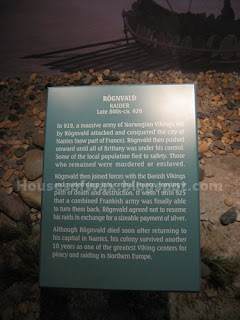 RÖGNVALD
RAIDER
Late 840s-ca. 920
In 919, a massive army of Norwegian Vikings led
by Rögnvald attacked and conquered the city of
Nantes (now part of France). Rögnvald then pushed
onward until all of Brittany was under his control.
Some of the local population fled to safety. Those
who remained were murdered or enslaved.
Rögnvald then joined forces with the Danish Vikings
and raided deep into central France, leaving a
path of death and destruction. It wasn't until 925
that a combined Frankish army was finally able
to turn them back. Rögnvald agreed not to resume
his raids in exchange for a sizeable payment of silver.
Although Rögnvald died soon after returning to
his capital in Nantes, his colony survived another
10 years as one of the greatest Viking centers for
piracy and raiding in Northern Europe.